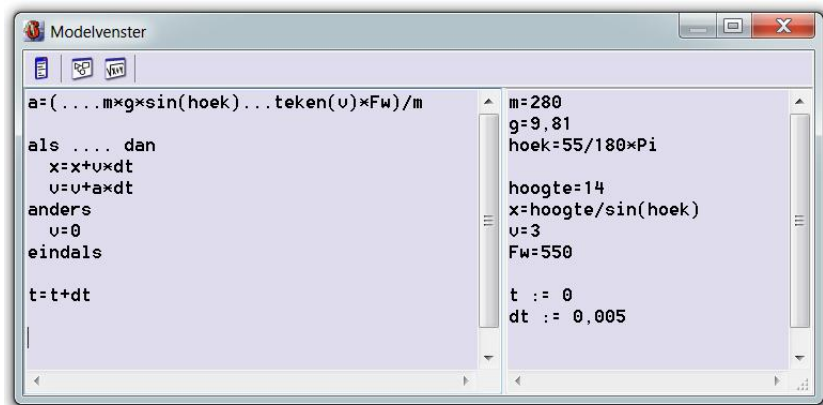 Modelvenster
a=(....m*g*sin(hoek)...teken(v)*Fw)/m
als .... dan
x=x+v*dt
v=v+a*dt
anders
v=0
eindals
t=t+dt
m=280
g=9,81
hoek=55/180*Pi
hoogte=14
x=hoogte/sin(hoek)
v=3
Fw=550
t := 0
dt := 0,005